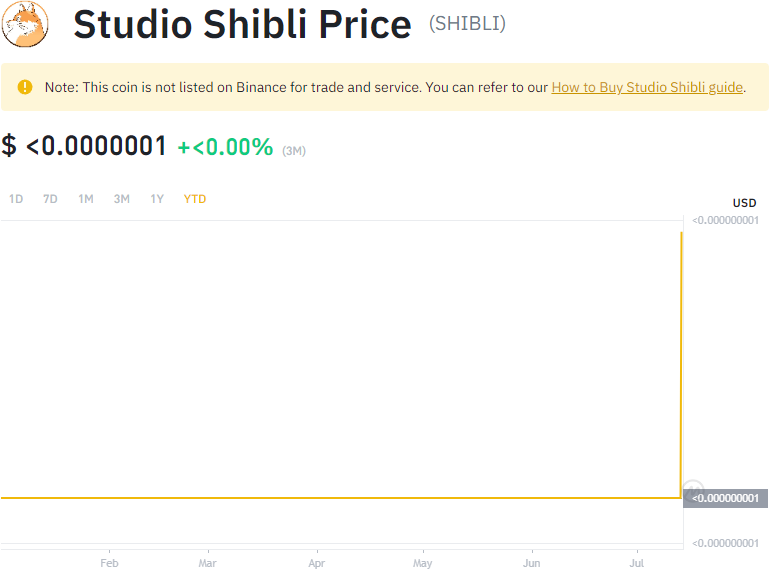 Studio Shibli Price (SHIBLI)
Note: This coin is not listed on Binance for trade and service. You can refer to our How to Buy Studio Shibli guide.
$ <0.0000001 +<0.00% (3M)
1D 7D 1M 3M 1Y YTD
USD
<0.000000001
<0.000000001
<0.000000001
Feb Mar Apr May Jun Jul